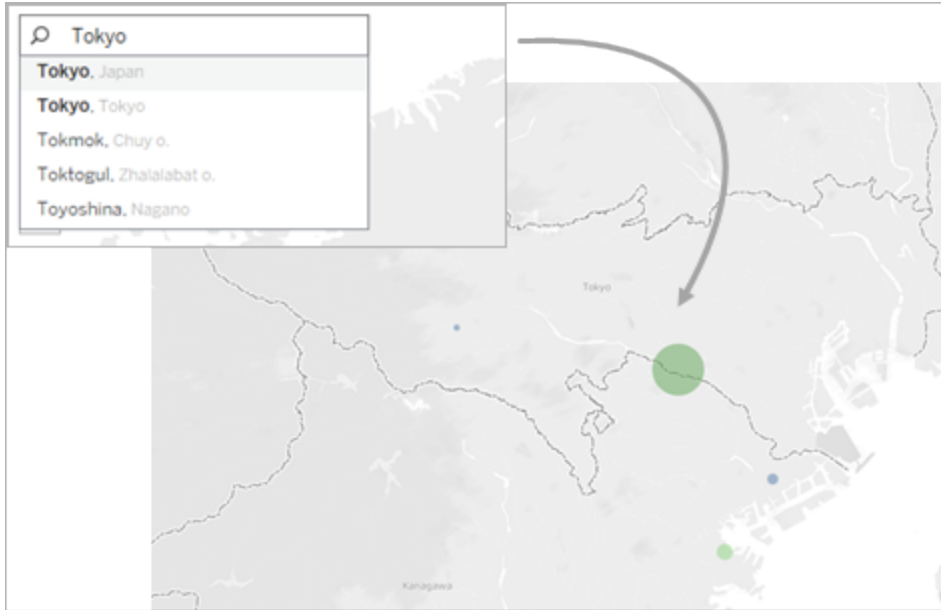 Tokyo
Tokyo, Japan
Tokyo, Tokyo
Tokmok, Chuy o.
Toktogul, Zhalalabat o.
Toyoshina, Nagano
Tokyo
Kanagawa